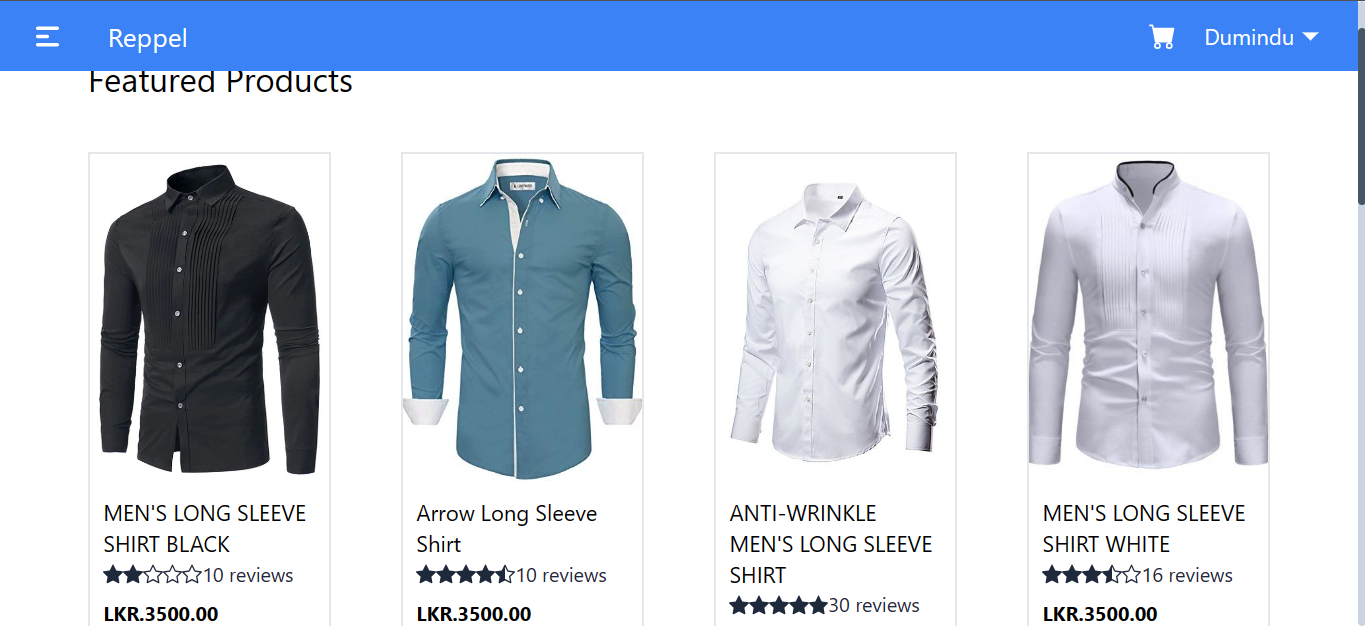 Reppel
Dumindu
Featured Products
MEN'S LONG SLEEVE
SHIRT BLACK
10 reviews
LKR.3500.00
Arrow Long Sleeve
Shirt
10 reviews
LKR.3500.00
ANTI-WRINKLE
MEN'S LONG SLEEVE
SHIRT
30 reviews
MEN'S LONG SLEEVE
SHIRT WHITE
16 reviews
LKR.3500.00